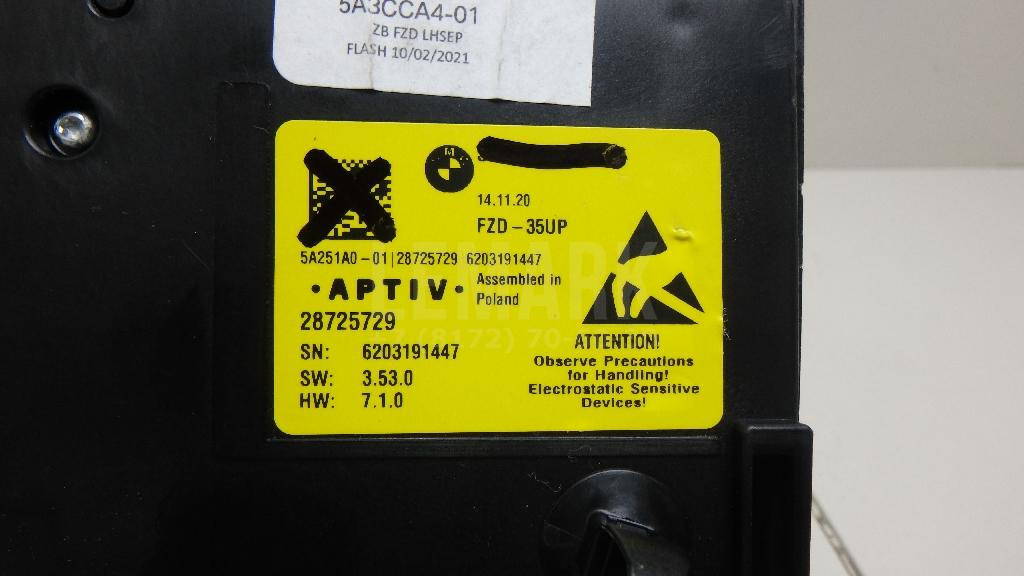 5A3CCA4-01
ZB FZD LHSEP
FLASH 10/02/2021
M
14.11.20
FZD - 35UP
5A251A0 - 01 | 28725729 6203191447
· APTIV ·
Assembled in
Poland
28725729
SN: 6203191447
SW: 3.53.0
HW: 7.1.0
ATTENTION!
Observe Precautions
for Handling!
Electrostatic Sensitive
Devices!
LEMARK